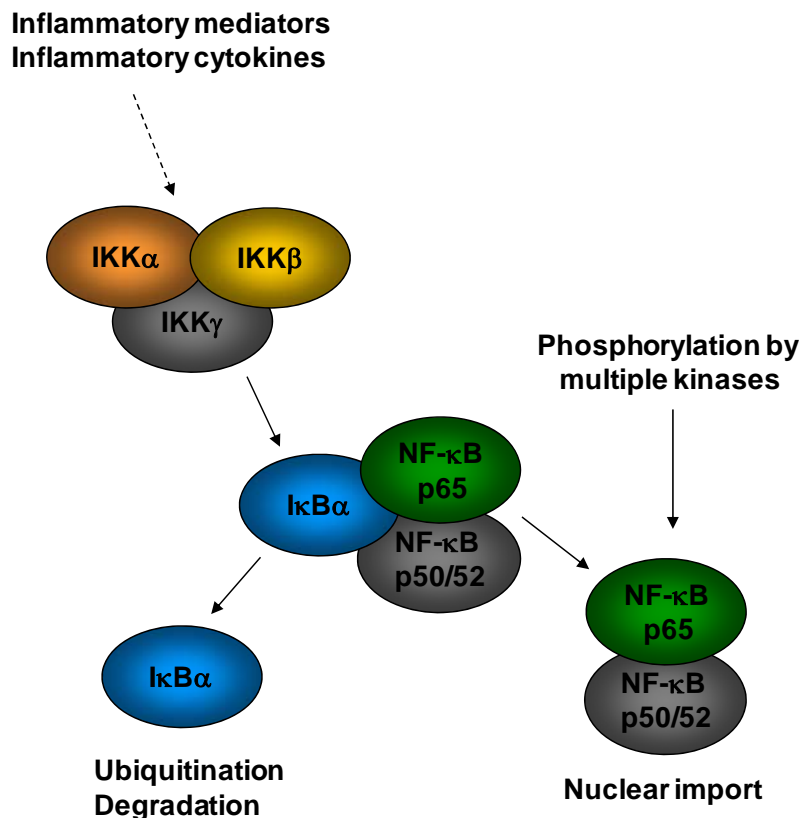 Inflammatory mediators
Inflammatory cytokines
IKKα
IKKβ
IKKγ
Phosphorylation by
multiple kinases
NF-κB
p65
IκBα
NF-κB
p50/52
NF-κB
p65
IκBα
NF-κB
p50/52
Ubiquitination
Degradation
Nuclear import